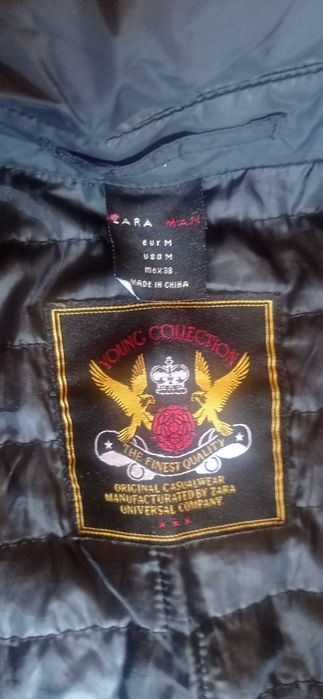 ZARA MAN
eur M
usa M
mex 38
MADE IN CHINA
YOUNG COLLECTION
THE FINEST QUALITY
ORIGINAL CASUALWEAR
MANUFACTURATED BY ZARA
UNIVERSAL COMPANY